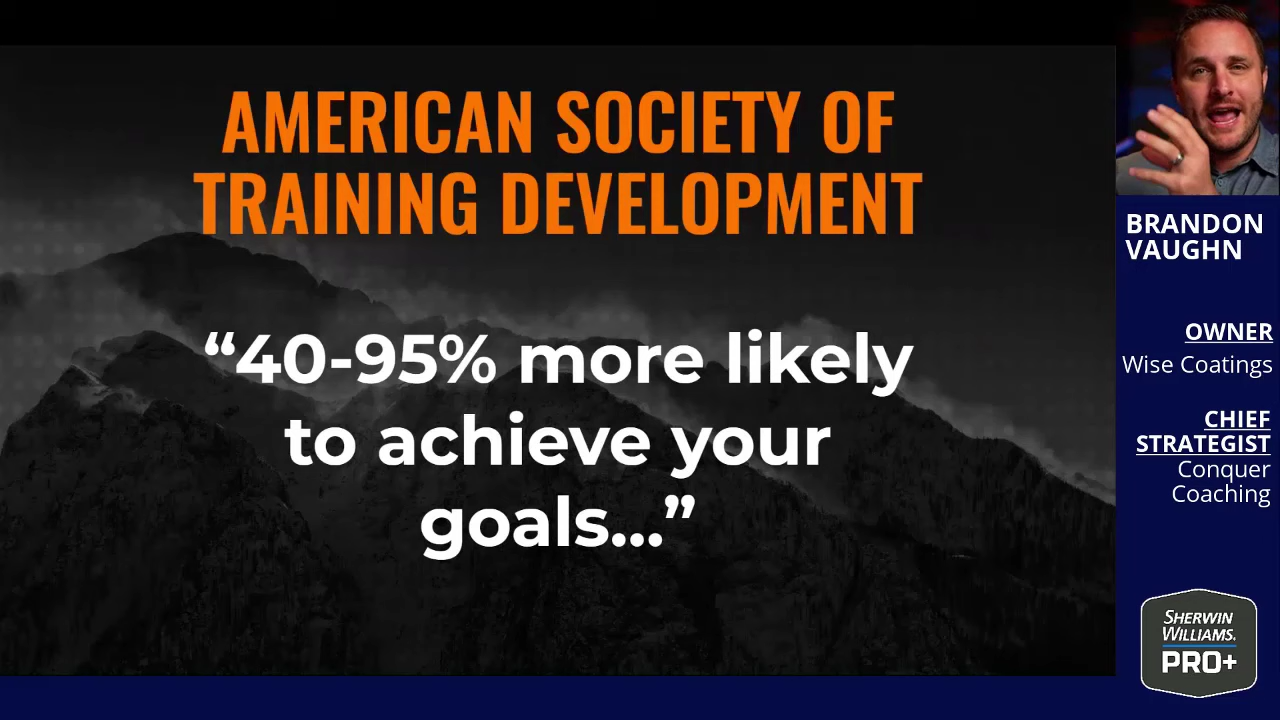 AMERICAN SOCIETY OF
TRAINING DEVELOPMENT
“40-95% more likely
to achieve your
goals...”
BRANDON
VAUGHN
OWNER
Wise Coatings
CHIEF
STRATEGIST
Conquer
Coaching
SHERWIN
WILLIAMS.
PRO+